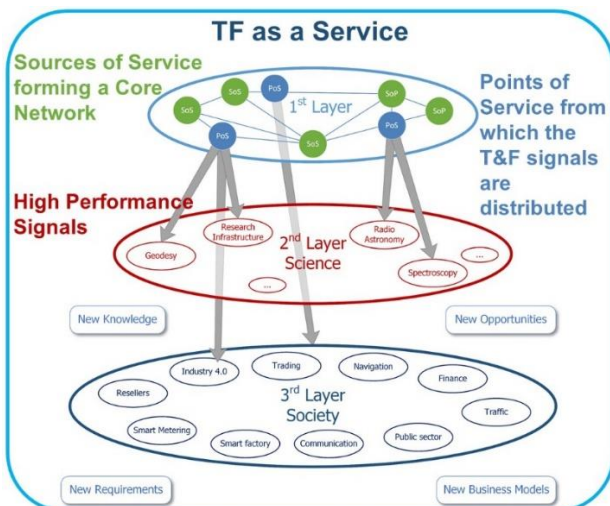 TF as a Service
Sources of Service
forming a Core
Network
SoS
SoS
PoS
1st Layer
SoP
SoP
PoS
PoS
SoS
Points of
Service from
which the
T&F signals
are
distributed
High Performance
Signals
Geodesy
Research
Infrastructure
2nd Layer
Science
Radio
Astronomy
Spectroscopy
...
...
New Knowledge
New Opportunities
Industry 4.0
Trading
Navigation
Finance
Resellers
3rd Layer
Society
Traffic
Smart Metering
Smart factory
Communication
Public sector
New Requirements
New Business Models